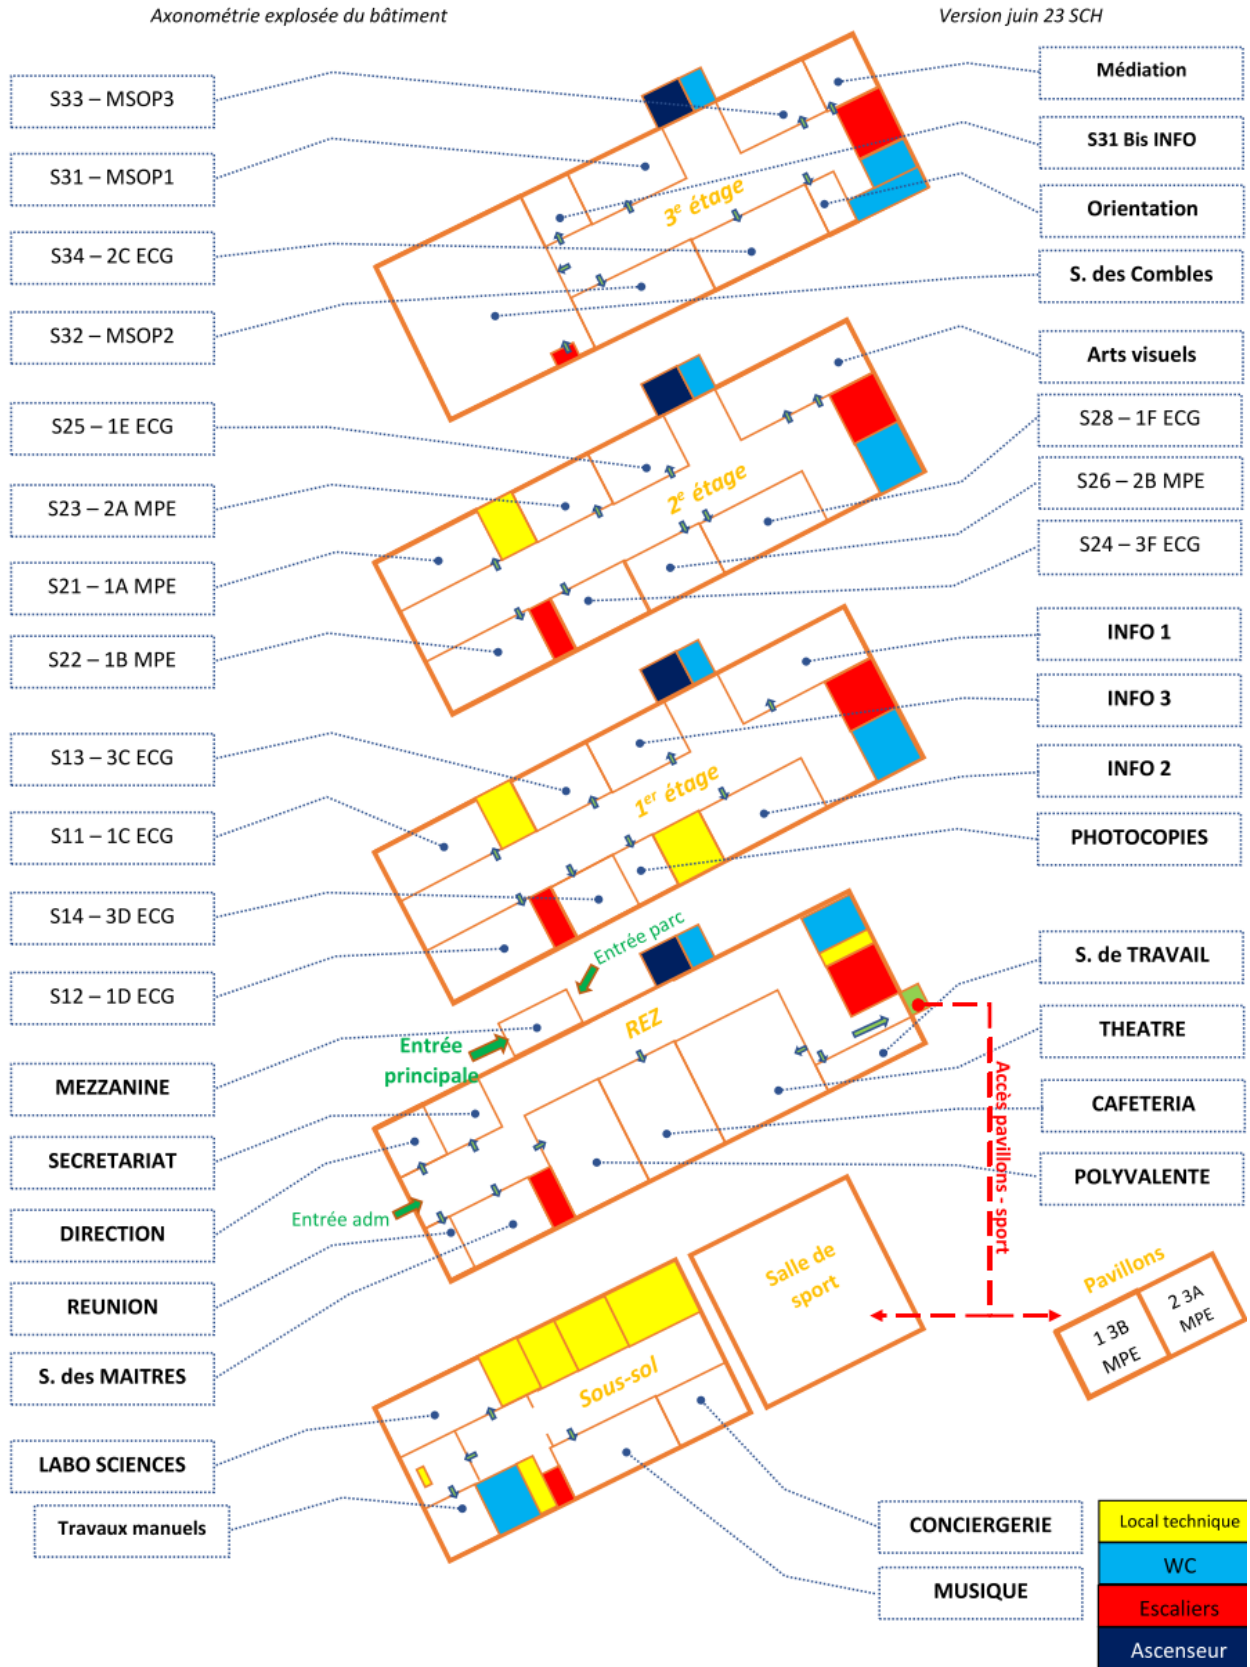 Axonométrie explosée du bâtiment
Version juin 23 SCH
S33 – MSOP3
S31 – MSOP1
S34 – 2C ECG
S32 – MSOP2
Médiation
S31 Bis INFO
Orientation
S. des Combles
3e étage
S25 – 1E ECG
S23 – 2A MPE
S21 – 1A MPE
S22 – 1B MPE
Arts visuels
S28 – 1F ECG
S26 – 2B MPE
S24 – 3F ECG
2e étage
S13 – 3C ECG
S11 – 1C ECG
S14 – 3D ECG
S12 – 1D ECG
INFO 1
INFO 3
INFO 2
PHOTOCOPIES
1er étage
Entrée parc
Entrée
principale
Entrée adm
REZ
MEZZANINE
SECRETARIAT
DIRECTION
REUNION
S. des MAITRES
S. de TRAVAIL
THEATRE
CAFETERIA
POLYVALENTE
Accès pavillons - sport
Salle de
sport
Pavillons
1 3B
MPE
2 3A
MPE
Sous-sol
LABO SCIENCES
Travaux manuels
CONCIERGERIE
MUSIQUE
Local technique
WC
Escaliers
Ascenseur